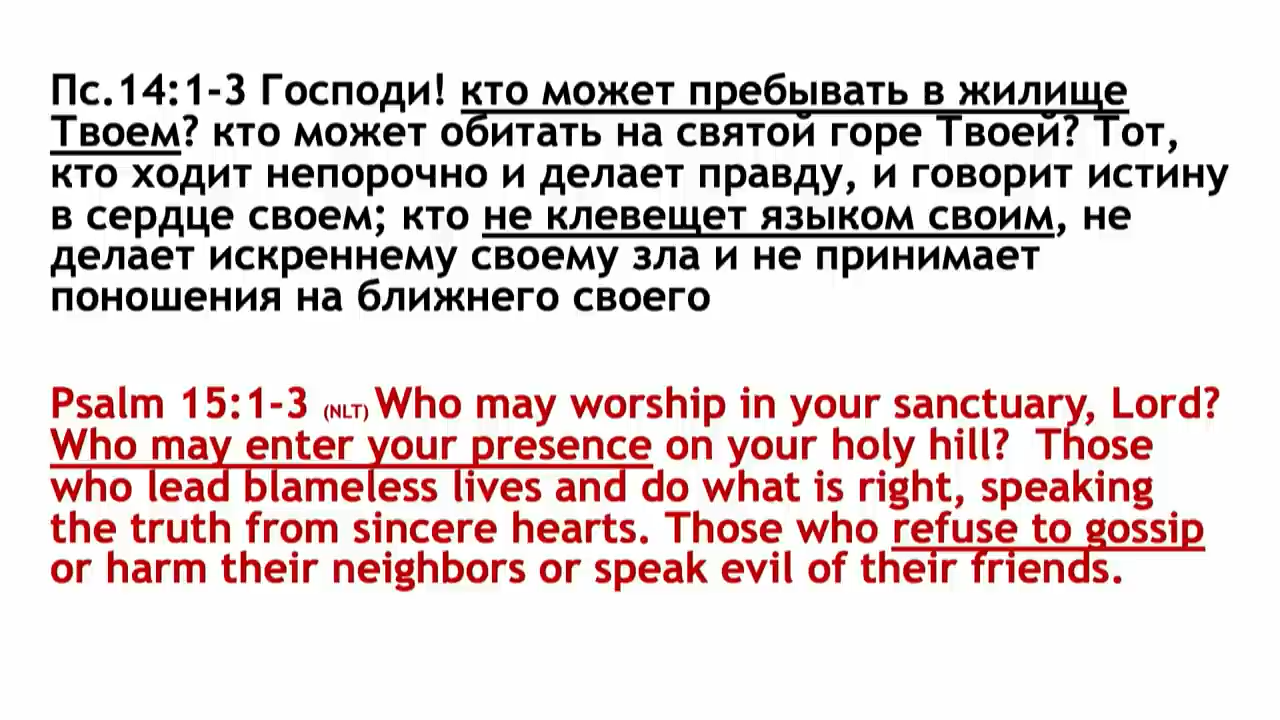 Пс.14:1-3 Господи! кто может пребывать в жилище
Твоем? кто может обитать на святой горе Твоей? Тот,
кто ходит непорочно и делает правду, и говорит истину
в сердце своем; кто не клевещет языком своим, не
делает искреннему своему зла и не принимает
поношения на ближнего своего
Psalm 15:1-3 (NLT) Who may worship in your sanctuary, Lord?
Who may enter your presence on your holy hill? Those
who lead blameless lives and do what is right, speaking
the truth from sincere hearts. Those who refuse to gossip
or harm their neighbors or speak evil of their friends.